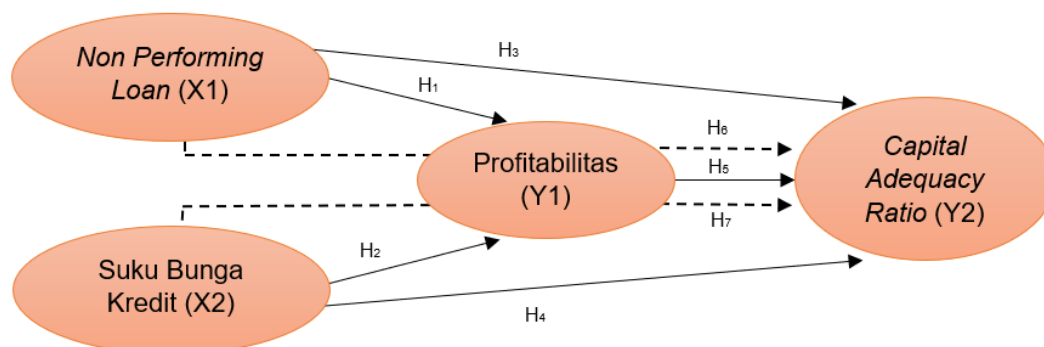 Non Performing
Loan (X1)
H3
H1
Profitabilitas
(Y1)
H6
H5
H7
Capital
Adequacy
Ratio (Y2)
H2
Suku Bunga
Kredit (X2)
H4